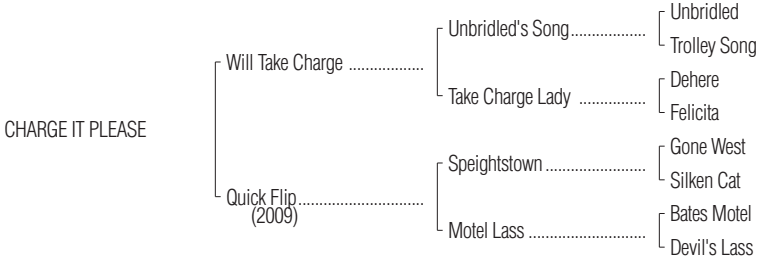 Unbridled
Unbridled's Song..................
Trolley Song
Will Take Charge ..................
Dehere
Take Charge Lady ................
Felicita
CHARGE IT PLEASE
Gone West
Speightstown........................
Silken Cat
Quick Flip..............................
(2009)
Bates Motel
Motel Lass ............................
Devil's Lass